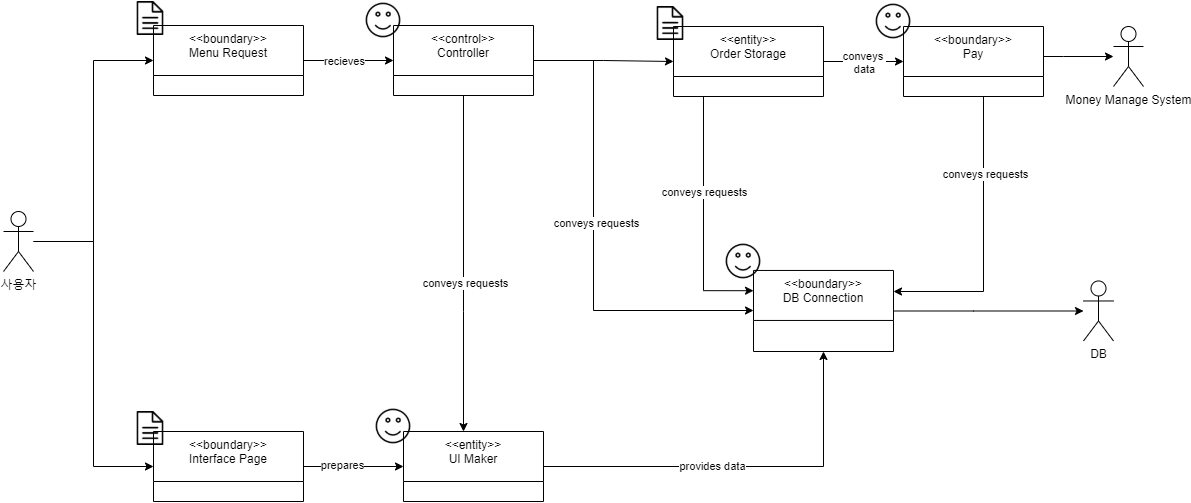 <<boundary>>
Menu Request
recieves
<<control>>
Controller
<<entity>>
Order Storage
conveys
data
<<boundary>>
Pay
Money Manage System
conveys requests
conveys requests
conveys requests
사용자
conveys requests
<<boundary>>
DB Connection
DB
<<boundary>>
Interface Page
prepares
<<entity>>
UI Maker
provides data